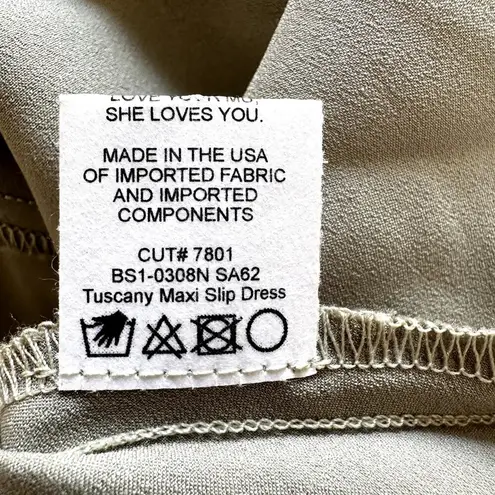 SHE LOVES YOU.
MADE IN THE USA
OF IMPORTED FABRIC
AND IMPORTED
COMPONENTS
CUT# 7801
BS1-0308N SA62
Tuscany Maxi Slip Dress